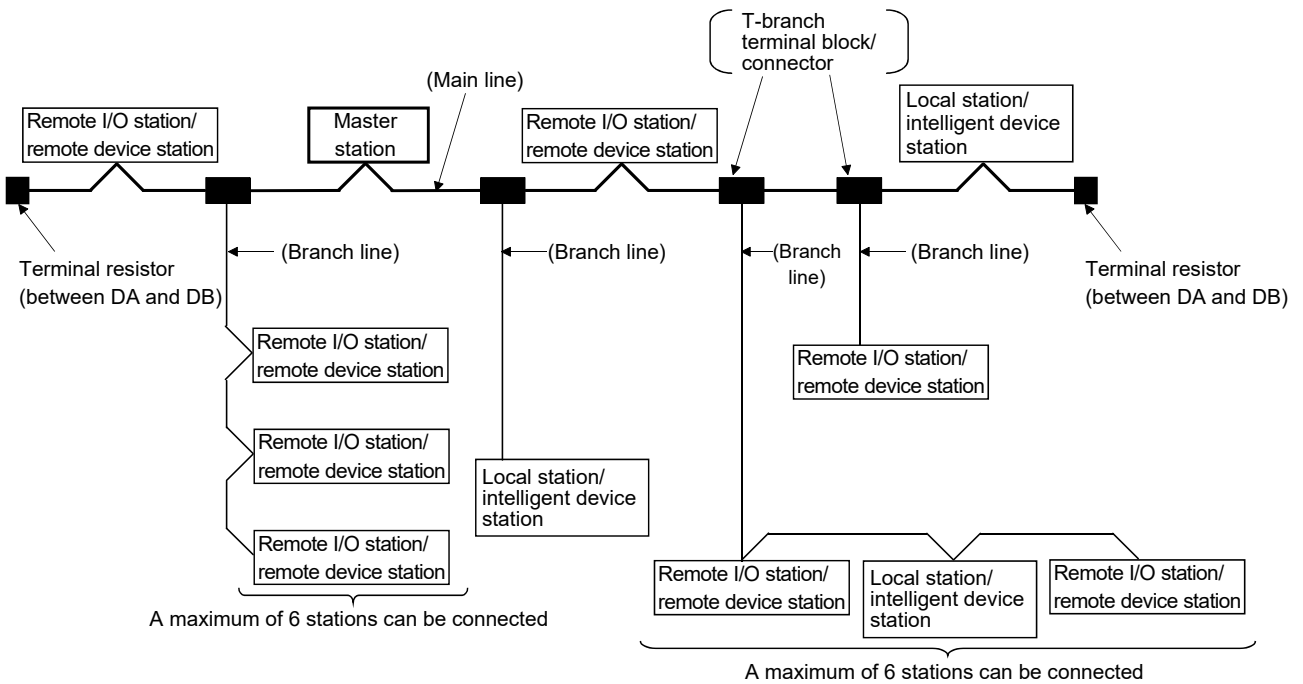 T-branch
terminal block/
connector
(Main line)
Remote I/O station/
remote device station
Master
station
Remote I/O station/
remote device station
Local station/
intelligent device
station
Terminal resistor
(between DA and DB)
(Branch line)
(Branch line)
(Branch
line)
(Branch line)
Terminal resistor
(between DA and DB)
Remote I/O station/
remote device station
Remote I/O station/
remote device station
Remote I/O station/
remote device station
A maximum of 6 stations can be connected
Local station/
intelligent device
station
Remote I/O station/
remote device station
Remote I/O station/
remote device station
Local station/
intelligent device
station
Remote I/O station/
remote device station
A maximum of 6 stations can be connected